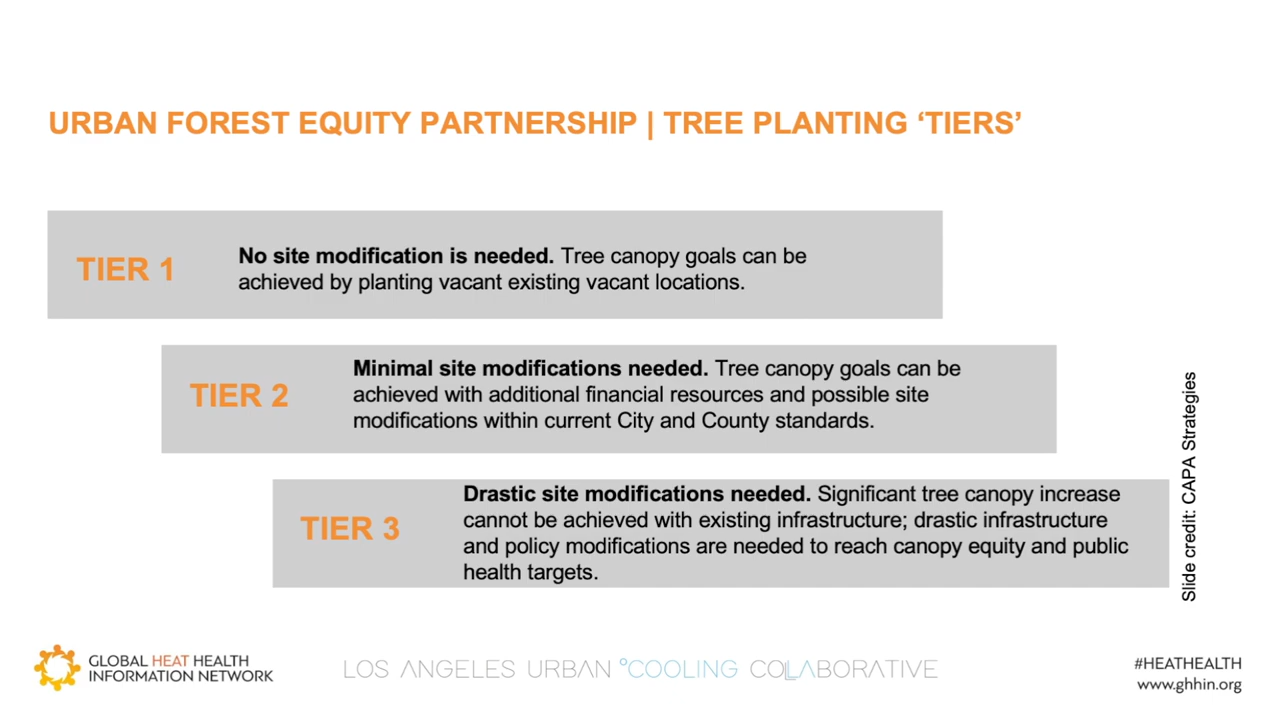 URBAN FOREST EQUITY PARTNERSHIP | TREE PLANTING ‘TIERS’
TIER 1
No site modification is needed. Tree canopy goals can be
achieved by planting vacant existing vacant locations.
TIER 2
Minimal site modifications needed. Tree canopy goals can be
achieved with additional financial resources and possible site
modifications within current City and County standards.
TIER 3
Drastic site modifications needed. Significant tree canopy increase
cannot be achieved with existing infrastructure; drastic infrastructure
and policy modifications are needed to reach canopy equity and public
health targets.
Slide credit: CAPA Strategies
GLOBAL HEAT HEALTH
INFORMATION NETWORK
LOS ANGELES URBAN °COOLING COLLABORATIVE
#HEATHEALTH
www.ghhin.org